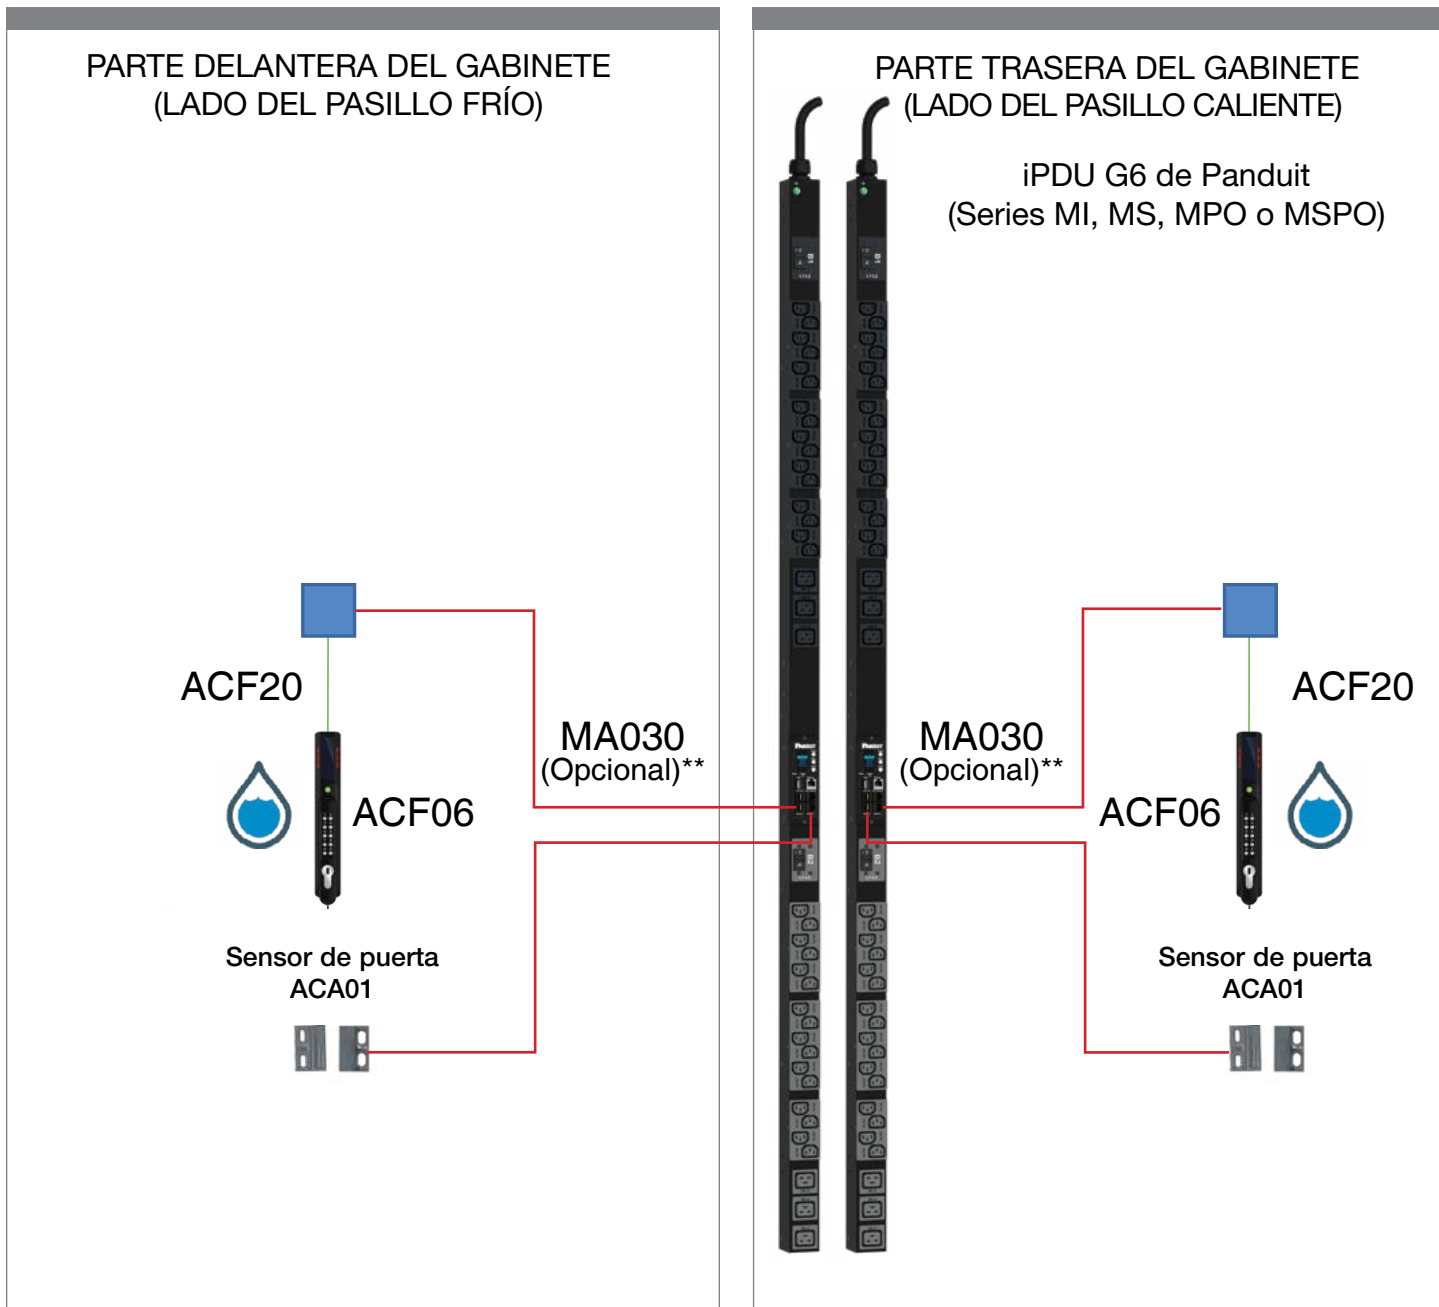 PARTE DELANTERA DEL GABINETE
(LADO DEL PASILLO FRÍO)
ACF20
MA030
(Opcional)**
ACF06
Sensor de puerta
ACA01
PARTE TRASERA DEL GABINETE
(LADO DEL PASILLO CALIENTE)
iPDU G6 de Panduit
(Series MI, MS, MPO o MSPO)
ACF20
MA030
(Opcional)**
ACF06
Sensor de puerta
ACA01